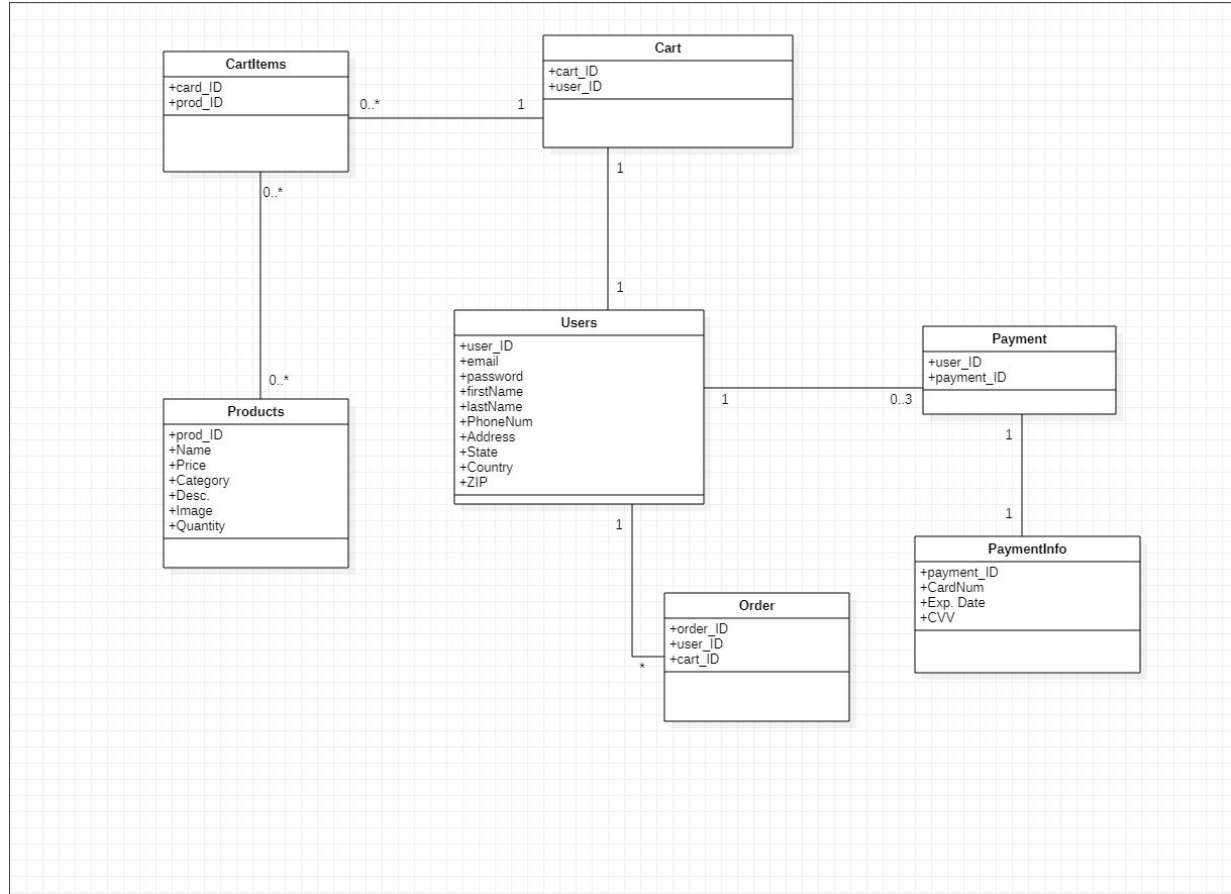 CartItems
+card_ID
+prod_ID
Cart
+cart_ID
+user_ID
0..*
1
0..*
1
1
0..*
Products
+prod_ID
+Name
+Price
+Category
+Desc.
+Image
+Quantity
Users
+user_ID
+email
+password
+firstName
+lastName
+PhoneNum
+Address
+State
+Country
+ZIP
1
0..3
Payment
+user_ID
+payment_ID
1
1
PaymentInfo
+payment_ID
+CardNum
+Exp. Date
+CVV
1
*
Order
+order_ID
+user_ID
+cart_ID